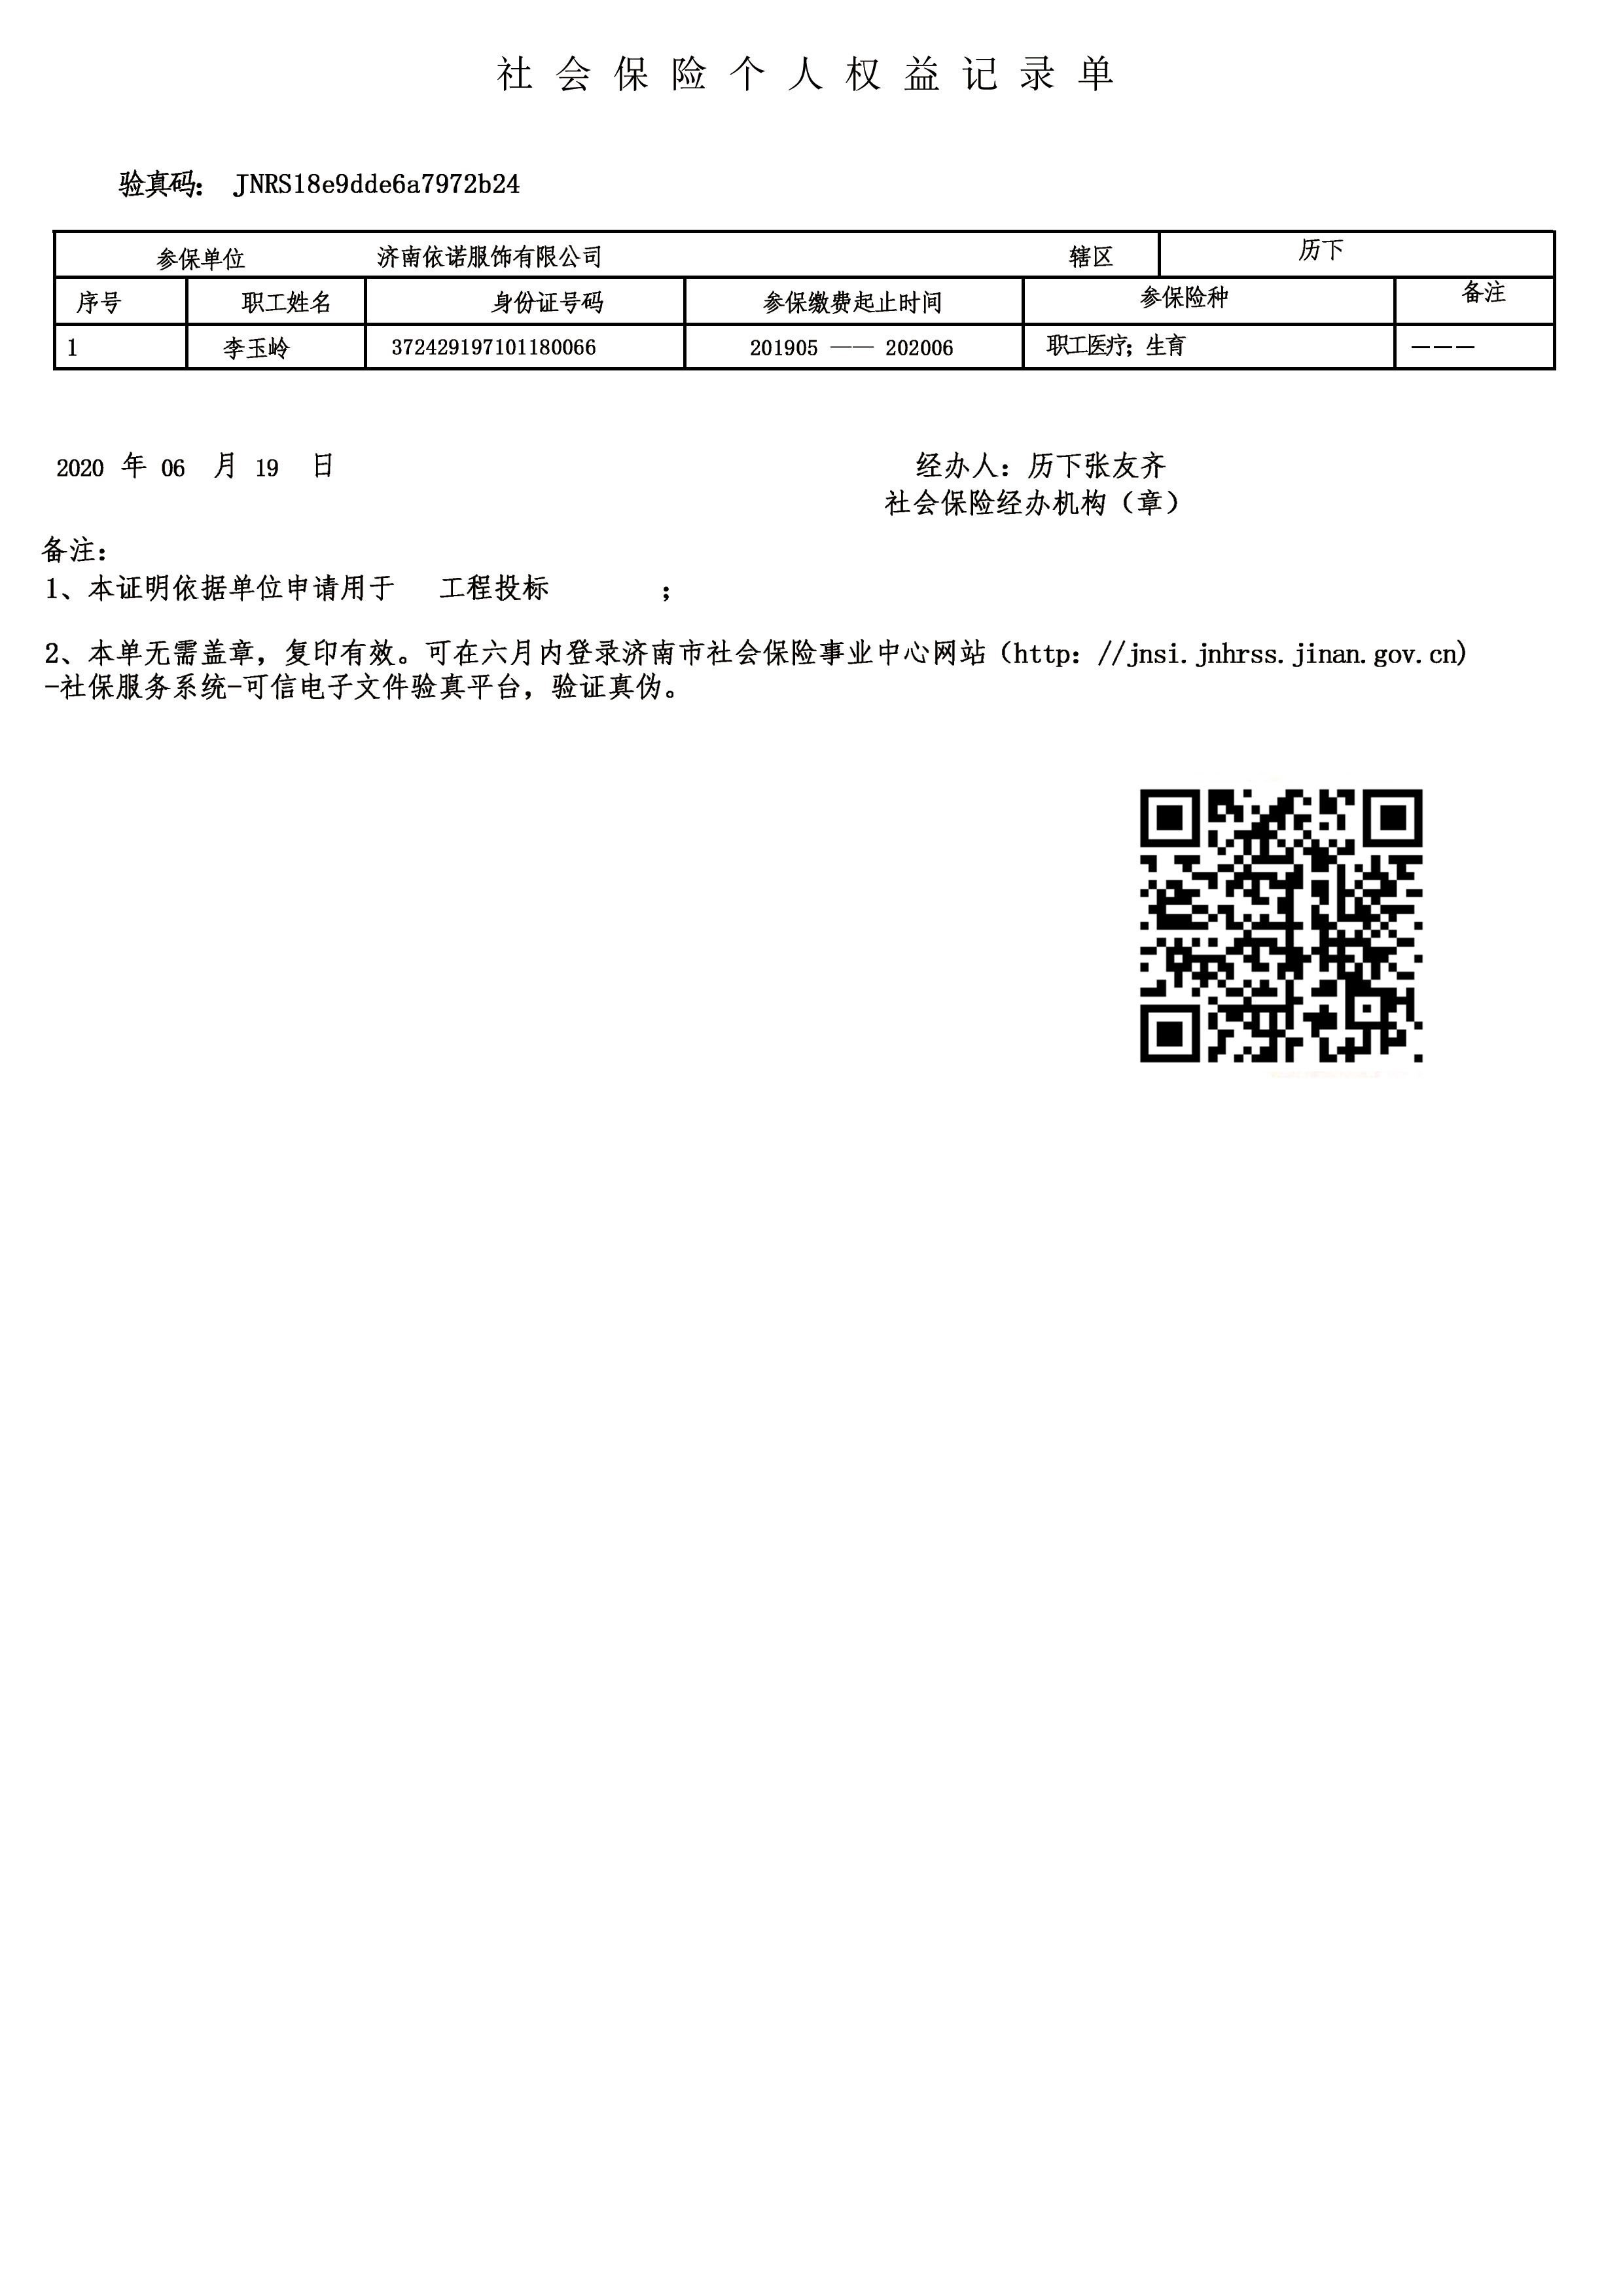 社会保险个人权益记录单
验真码： JNRS18e9dde6a7972b24
参保单位 济南依诺服饰有限公司 辖区 历下
序号 职工姓名 身份证号码 参保缴费起止时间 参保险种 备注
1 李玉岭 372429197101180066 201905 —— 202006 职工医疗；生育 ———
2020 年 06 月 19 日 经办人：历下张友齐
社会保险经办机构（章）
备注：
1、本证明依据单位申请用于 工程投标 ；
2、本单无需盖章，复印有效。可在六月内登录济南市社会保险事业中心网站（http：//jnsi.jnhrss.jinan.gov.cn)
-社保服务系统-可信电子文件验真平台，验证真伪。